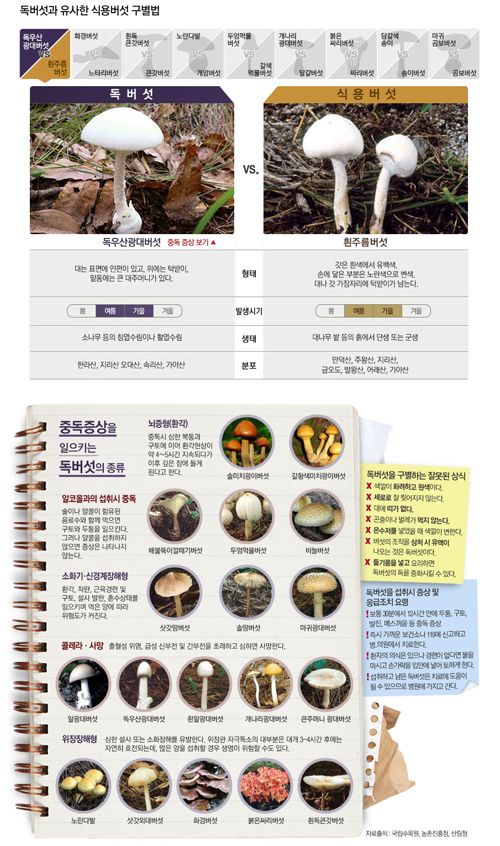 독버섯과 유사한 식용버섯 구별법
독우산
광대버섯
VS
흰주름
버섯
화경버섯
VS
느타리버섯
흰독
큰갓버섯
VS
큰갓버섯
노란다발
VS
개암버섯
두엄먹물
버섯
VS
갈색
먹물버섯
개나리
광대버섯
VS
달걀버섯
붉은
싸리버섯
VS
싸리버섯
담갈색
송이
VS
송이버섯
마귀
곰보버섯
VS
곰보버섯
독버섯
식용버섯
VS.
독우산광대버섯 중독 증상 보기 ▲
흰주름버섯
대는 표면에 인편이 있고, 위에는 턱받이,
밑동에는 큰 대주머니가 있다.
형태
갓은 흰색에서 유백색,
손에 닿은 부분은 노란색으로 변색.
대나 갓 가장자리에 턱받이가 남는다.
봄 여름 가을 겨울
발생시기
봄 여름 가을 겨울
소나무 등의 침엽수림이나 활엽수림
생태
대나무 밭 등의 흙에서 단생 또는 군생
한라산, 지리산 오대산, 속리산, 가야산
분포
만덕산, 주왕산, 지리산,
금오도, 발왕산, 어래산, 가야산
중독증상을
일으키는
독버섯의 종류
뇌증형(환각)
중독시 심한 복통과
구토에 이어 환각현상이
약 4~5시간 지속되다가
이후 깊은 잠에 들게
된다고 한다.
솔미치광이버섯
갈황색미치광이버섯
알코올과의 섭취시 중독
술이나 알콜이 함유된
음료수와 함께 먹으면
구토와 두통을 일으킨다.
그러나 알콜을 섭취하지
않으면 증상은 나타나지
않는다.
배불뚝이깔때기버섯
두엄먹물버섯
비늘버섯
소화기·신경계장해형
환각, 착란, 근육경련 및
구토, 설사 발한, 혼수상태를
일으키며 먹은 양에 따라
위험도가 커진다.
삿갓땀버섯
솔땀버섯
마귀광대버섯
콜레라·사망 출혈성 위염, 급성 신부전 및 간부전을 초래하고 심하면 사망한다.
알광대버섯
독우산광대버섯
흰알광대버섯
개나리광대버섯
큰주머니 광대버섯
위장장해형 심한 설사 또는 소화장해를 유발한다. 위장관 자극독소의 대부분은 대개 3~4시간 후에는
자연히 호전되는데, 많은 양을 섭취할 경우 생명이 위험할 수도 있다.
노란다발
삿갓외대버섯
화경버섯
붉은싸리버섯
흰독큰갓버섯
독버섯을 구별하는 잘못된 상식
✗ 색깔이 화려하고 원색이다.
✗ 세로로 잘 찢어지지 않는다.
✗ 대에 띠가 없다.
✗ 곤충이나 벌레가 먹지 않는다.
✗ 은수저를 넣었을 때 색깔이 변한다.
✗ 버섯의 조직을 상처 시 유액이
나오는 것은 독버섯이다.
✗ 들기름을 넣고 요리하면
독버섯의 독을 중화시킬 수 있다.
독버섯을 섭취시 증상 및
응급조치 요령
! 보통 30분에서 12시간 안에 두통, 구토,
발진, 메스꺼움 등 중독 증상
! 즉시 가까운 보건소나 119에 신고하고
병.의원에서 치료한다.
! 환자의 의식은 있으나 경련이 없다면 물을
마시고 손가락을 입안에 넣어 토하게 한다.
! 섭취하고 남은 독버섯은 치료에 도움이
될 수 있으므로 병원에 가지고 간다.
자료출처 : 국립수목원, 농촌진흥청, 산림청